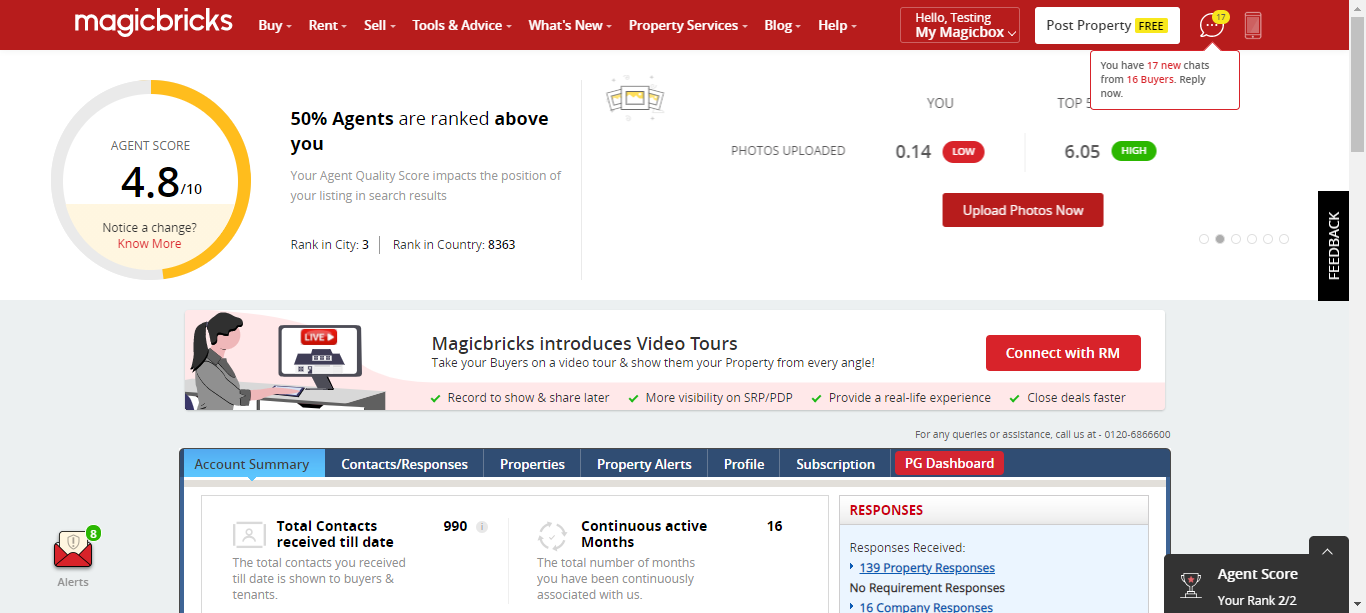 magicbricks
Buy Rent Sell Tools & Advice What's New Property Services Blog Help
Hello, Testing
My Magicbox
Post Property FREE
17
You have 17 new chats
from 16 Buyers. Reply
now.
AGENT SCORE
4.8/10
Notice a change?
Know More
50% Agents are ranked above
you
Your Agent Quality Score impacts the position of
your listing in search results
Rank in City: 3 Rank in Country: 8363
YOU TOP
PHOTOS UPLOADED 0.14 LOW 6.05 HIGH
Upload Photos Now
FEEDBACK
LIVE
Magicbricks introduces Video Tours
Take your Buyers on a video tour & show them your Property from every angle!
Connect with RM
Record to show & share later More visibility on SRP/PDP Provide a real-life experience Close deals faster
For any queries or assistance, call us at - 0120-6866600
Account Summary Contacts/Responses Properties Property Alerts Profile Subscription PG Dashboard
Total Contacts
received till date
990
The total contacts you received
till date is shown to buyers &
tenants.
Continuous active
Months
16
The total number of months
you have been continuously
associated with us.
RESPONSES
Responses Received:
139 Property Responses
No Requirement Responses
16 Company Responses
8
Alerts
Agent Score
Your Rank 2/2